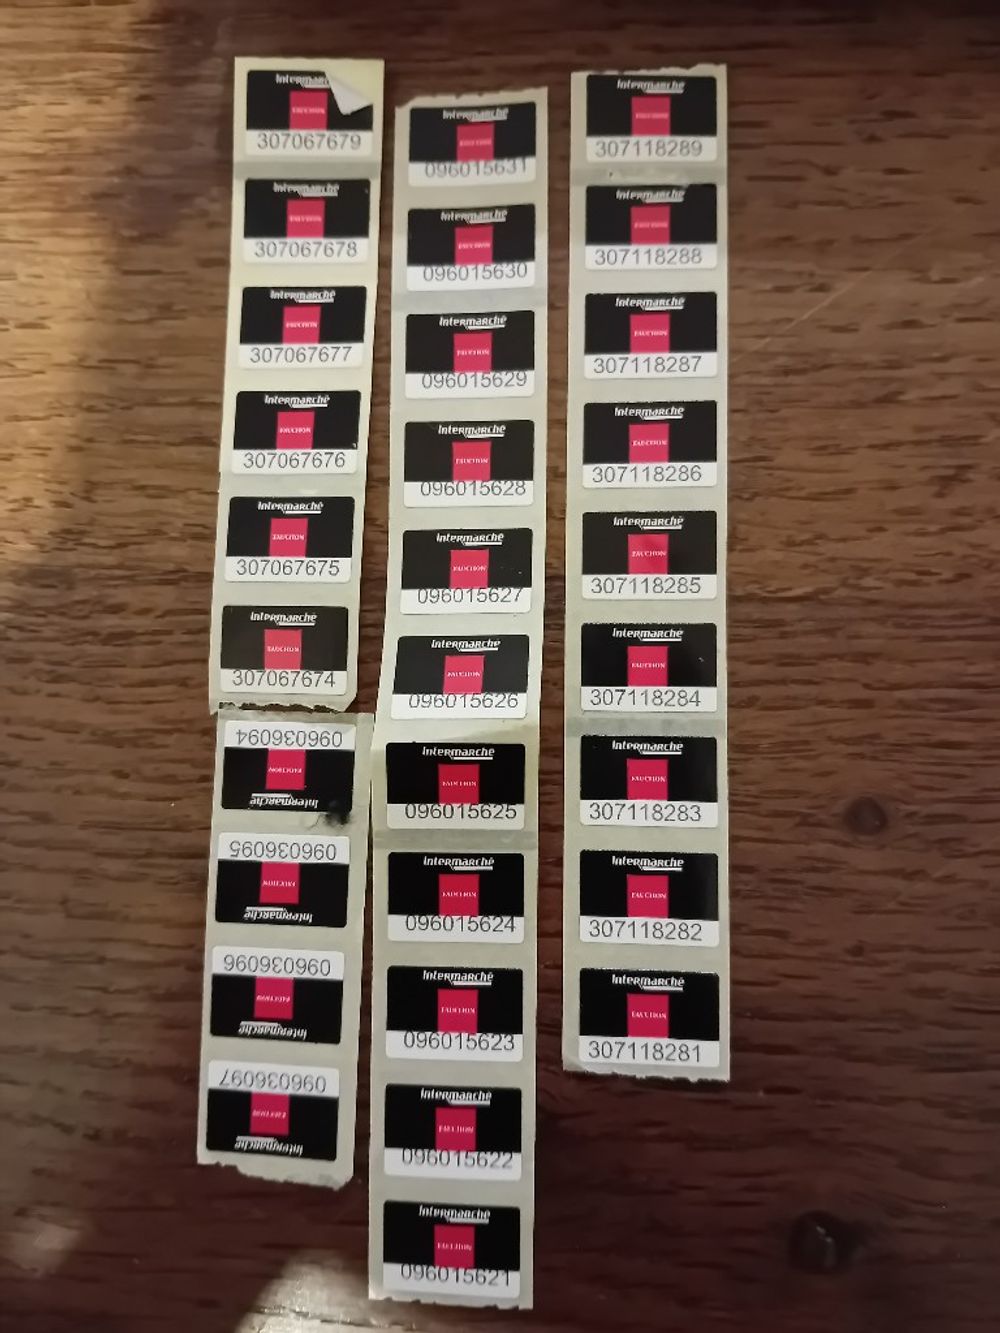 Intermarché
FAUCHON
307067679
Intermarché
FAUCHON
307067678
Intermarché
FAUCHON
307067677
Intermarché
FAUCHON
307067676
Intermarché
FAUCHON
307067675
Intermarché
FAUCHON
307067674
Intermarché
FAUCHON
096036094
Intermarché
FAUCHON
096036095
Intermarché
FAUCHON
096036096
Intermarché
FAUCHON
096036097
Intermarché
FAUCHON
096015631
Intermarché
FAUCHON
096015630
Intermarché
FAUCHON
096015629
Intermarché
FAUCHON
096015628
Intermarché
FAUCHON
096015627
Intermarché
FAUCHON
096015626
Intermarché
FAUCHON
096015625
Intermarché
FAUCHON
096015624
Intermarché
FAUCHON
096015623
Intermarché
FAUCHON
096015622
Intermarché
FAUCHON
096015621
Intermarché
FAUCHON
307118289
Intermarché
FAUCHON
307118288
Intermarché
FAUCHON
307118287
Intermarché
FAUCHON
307118286
Intermarché
FAUCHON
307118285
Intermarché
FAUCHON
307118284
Intermarché
FAUCHON
307118283
Intermarché
FAUCHON
307118282
Intermarché
FAUCHON
307118281